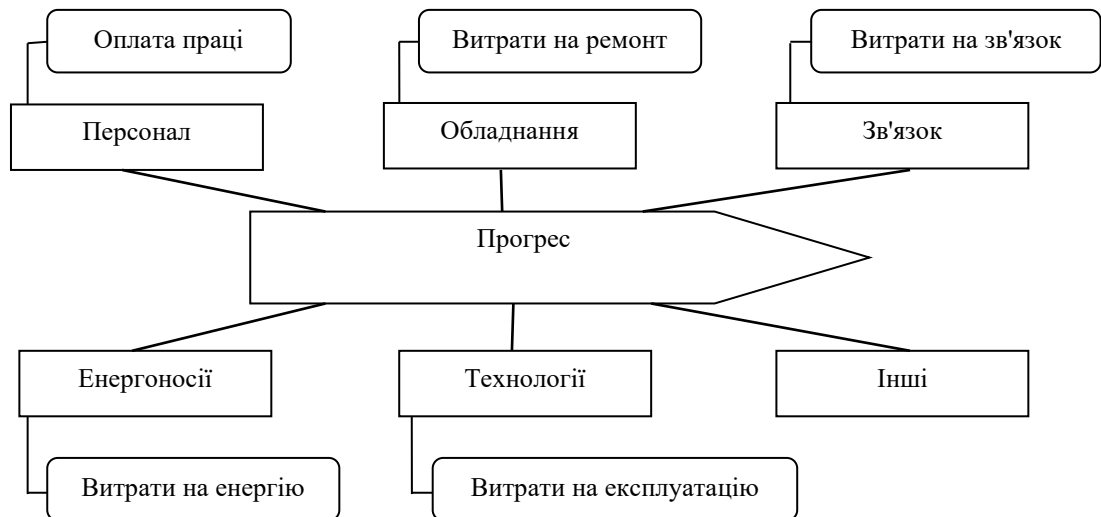 Оплата праці
Витрати на ремонт
Витрати на зв'язок
Персонал
Обладнання
Зв'язок
Прогрес
Енергоносії
Технології
Інші
Витрати на енергію
Витрати на експлуатацію